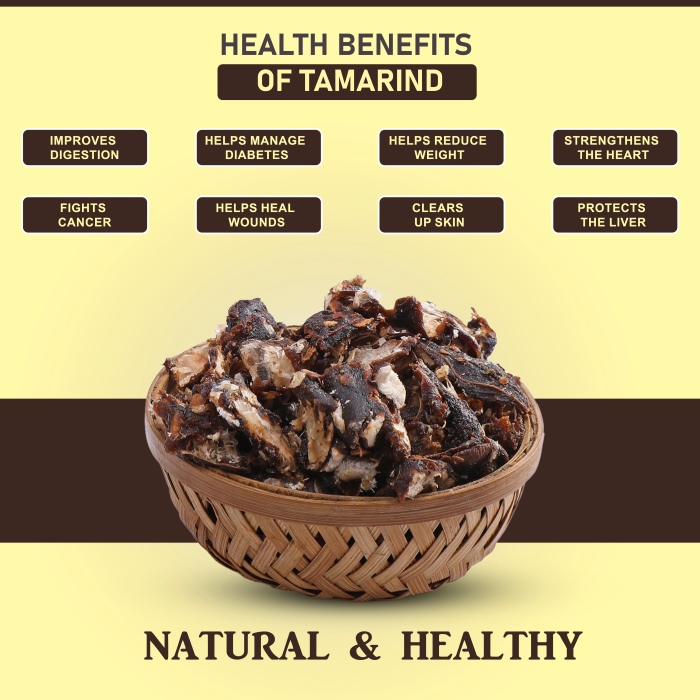 HEALTH BENEFITS
OF TAMARIND
IMPROVES
DIGESTION
HELPS MANAGE
DIABETES
HELPS REDUCE
WEIGHT
STRENGTHENS
THE HEART
FIGHTS
CANCER
HELPS HEAL
WOUNDS
CLEARS
UP SKIN
PROTECTS
THE LIVER
NATURAL & HEALTHY